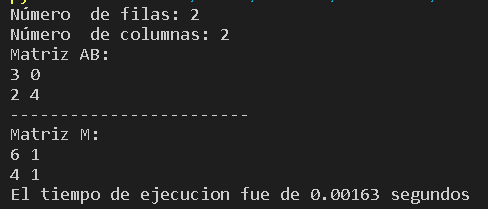 Número  de filas: 2
Número  de columnas: 2
Matriz AB:
3 0
2 4
------------------------
Matriz M:
6 1
4 1
El tiempo de ejecucion fue de 0.00163 segundos